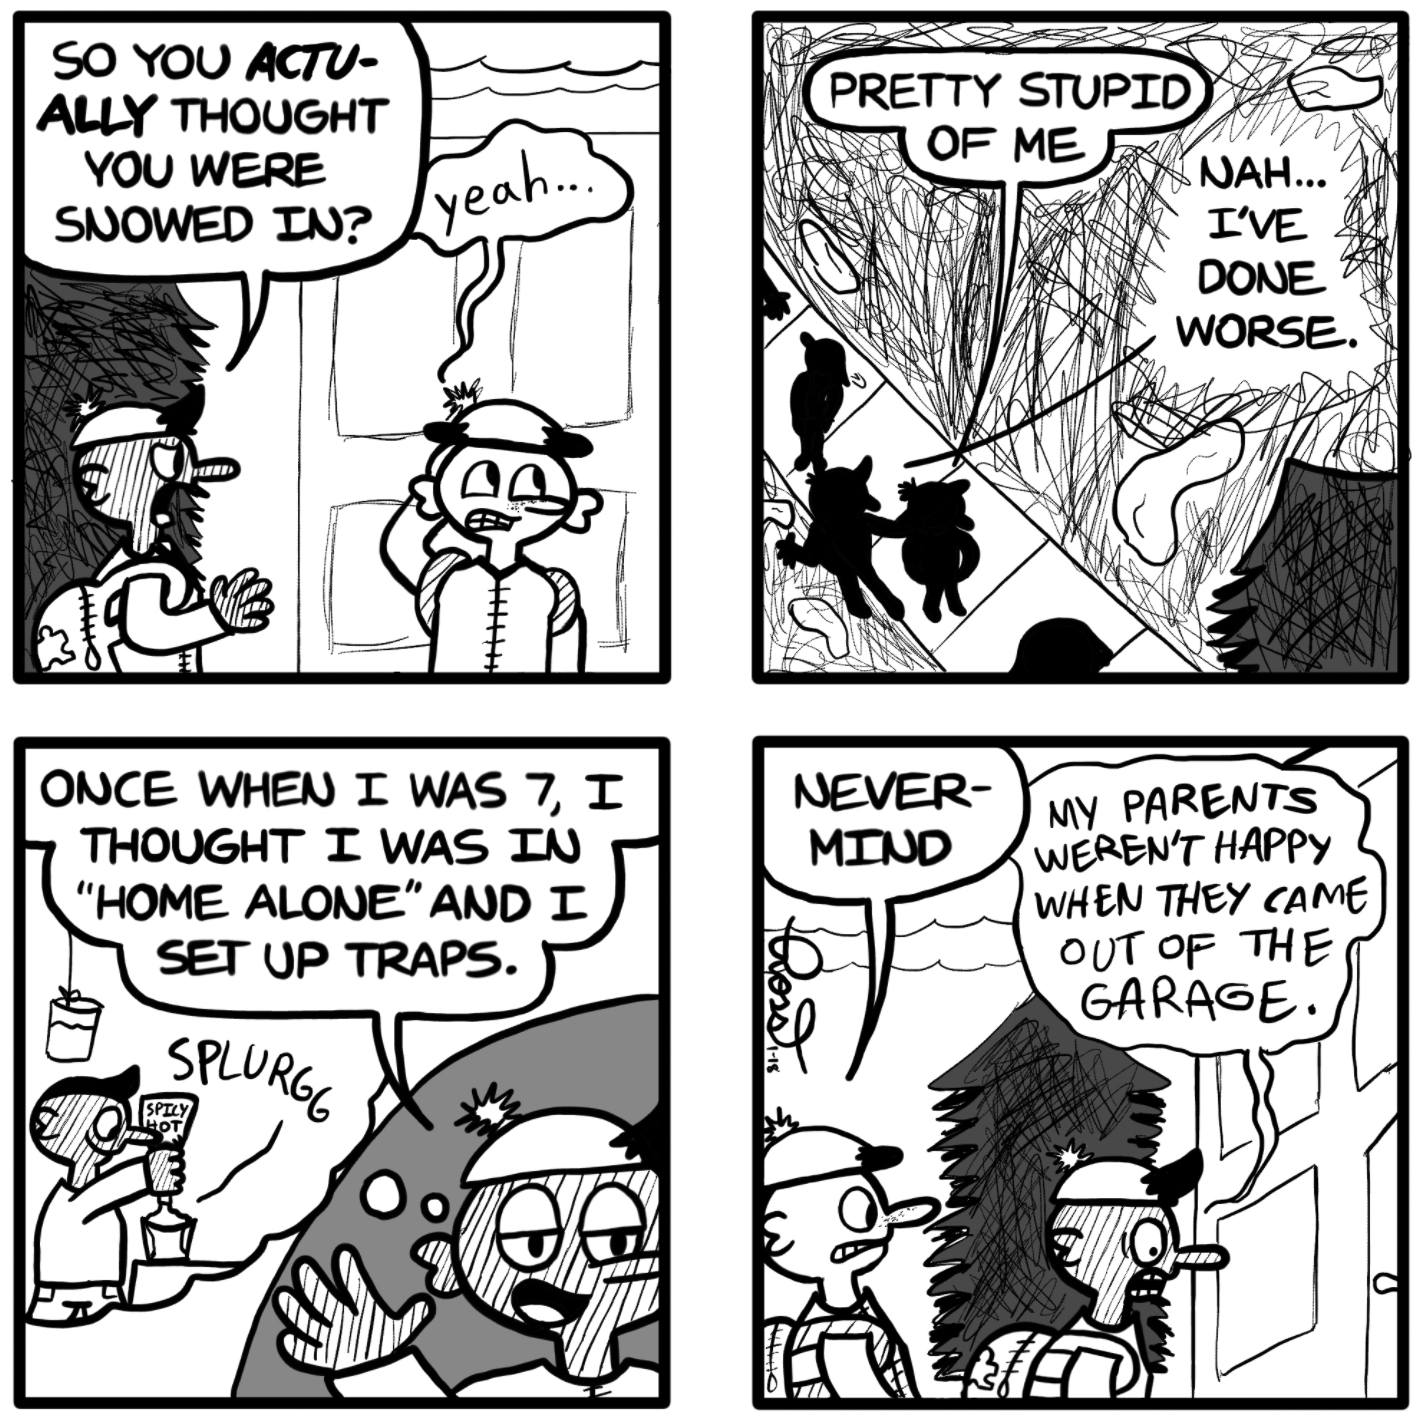 SO YOU ACTU-
ALLY THOUGHT
YOU WERE
SNOWED IN?
yeah...
PRETTY STUPID
OF ME
NAH...
I'VE
DONE
WORSE.
ONCE WHEN I WAS 7, I
THOUGHT I WAS IN
"HOME ALONE" AND I
SET UP TRAPS.
SPLURGG
SPICY
HOT
NEVER-
MIND
MY PARENTS
WEREN'T HAPPY
WHEN THEY CAME
OUT OF THE
GARAGE.
1-18